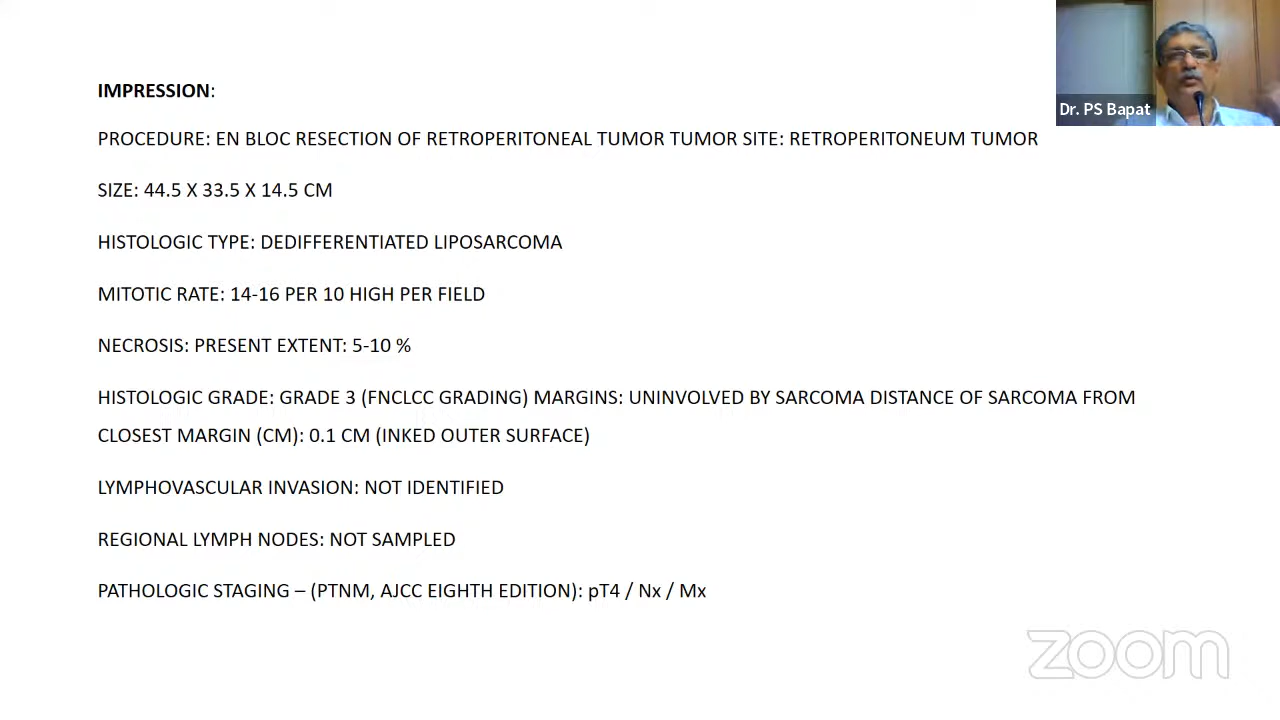 IMPRESSION:
PROCEDURE: EN BLOC RESECTION OF RETROPERITONEAL TUMOR TUMOR SITE: RETROPERITONEUM TUMOR
SIZE: 44.5 X 33.5 X 14.5 CM
HISTOLOGIC TYPE: DEDIFFERENTIATED LIPOSARCOMA
MITOTIC RATE: 14-16 PER 10 HIGH PER FIELD
NECROSIS: PRESENT EXTENT: 5-10 %
HISTOLOGIC GRADE: GRADE 3 (FNCLCC GRADING) MARGINS: UNINVOLVED BY SARCOMA DISTANCE OF SARCOMA FROM
CLOSEST MARGIN (CM): 0.1 CM (INKED OUTER SURFACE)
LYMPHOVASCULAR INVASION: NOT IDENTIFIED
REGIONAL LYMPH NODES: NOT SAMPLED
PATHOLOGIC STAGING – (PTNM, AJCC EIGHTH EDITION): pT4 / Nx / Mx
Dr. PS Bapat
zoom